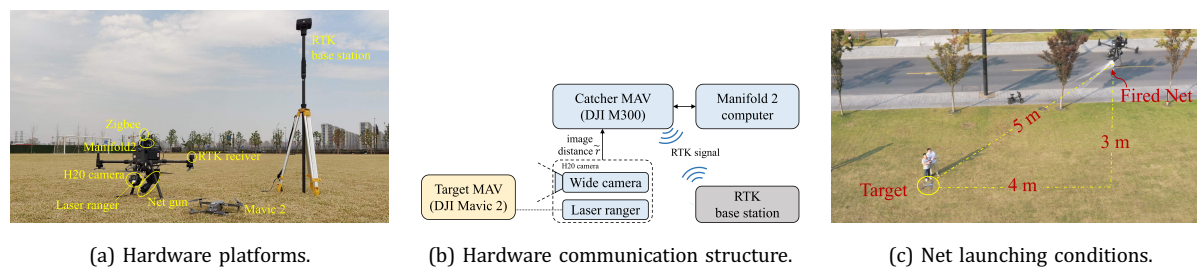 RTK
base station
Zigbee
Manifold2
RTK reciver
H20 camera
Laser ranger
Net gun
Mavic 2
(a) Hardware platforms.
Catcher MAV
(DJI M300)
Manifold 2
computer
image
distance r̃
RTK signal
H20 camera
Wide camera
Laser ranger
Target MAV
(DJI Mavic 2)
RTK
base station
(b) Hardware communication structure.
Fired Net
5 m
3 m
Target
4 m
(c) Net launching conditions.